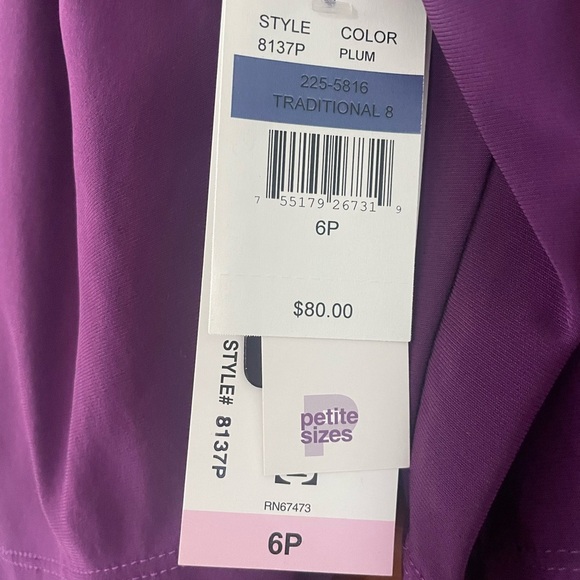 STYLE COLOR
8137P PLUM
225-5816
TRADITIONAL 8
7 55179 26731 9
6P
$80.00
STYLE# 8137P
petite
sizes
RN67473
6P